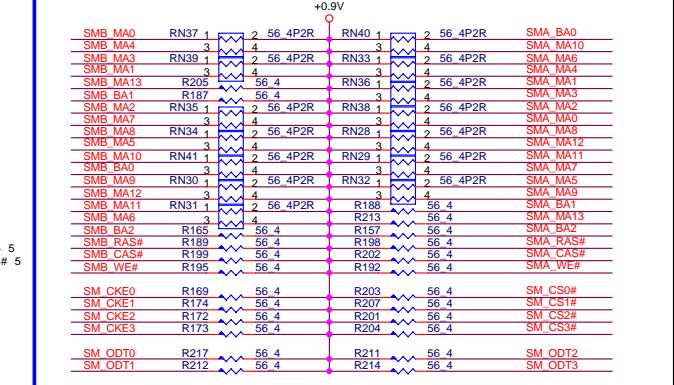 +0.9V
SMB_MA0 RN37 1 2 56_4P2R RN40 1 2 56_4P2R SMA_BA0
SMB_MA4 3 4 3 4 SMA_MA10
SMB_MA3 RN39 1 2 56_4P2R RN33 1 2 56_4P2R SMA_MA6
SMB_MA1 3 4 3 4 SMA_MA4
SMB_MA13 R205 56_4 RN36 1 2 56_4P2R SMA_MA1
SMB_BA1 R187 56_4 3 4 SMA_MA3
SMB_MA2 RN35 1 2 56_4P2R RN38 1 2 56_4P2R SMA_MA2
SMB_MA7 3 4 3 4 SMA_MA0
SMB_MA8 RN34 1 2 56_4P2R RN28 1 2 56_4P2R SMA_MA8
SMB_MA5 3 4 3 4 SMA_MA12
SMB_MA10 RN41 1 2 56_4P2R RN29 1 2 56_4P2R SMA_MA11
SMB_BA0 3 4 3 4 SMA_MA7
SMB_MA9 RN30 1 2 56_4P2R RN32 1 2 56_4P2R SMA_MA5
SMB_MA12 3 4 3 4 SMA_MA9
SMB_MA11 RN31 1 2 56_4P2R R188 56_4 SMA_BA1
SMB_MA6 3 4 R213 56_4 SMA_MA13
SMB_BA2 R165 56_4 R157 56_4 SMA_BA2
SMB_RAS# R189 56_4 R198 56_4 SMA_RAS#
5
SMB_CAS# R199 56_4 R202 56_4 SMA_CAS#
# 5
SMB_WE# R195 56_4 R192 56_4 SMA_WE#
SM_CKE0 R169 56_4 R203 56_4 SM_CS0#
SM_CKE1 R174 56_4 R207 56_4 SM_CS1#
SM_CKE2 R172 56_4 R201 56_4 SM_CS2#
SM_CKE3 R173 56_4 R204 56_4 SM_CS3#
SM_ODT0 R217 56_4 R211 56_4 SM_ODT2
SM_ODT1 R212 56_4 R214 56_4 SM_ODT3